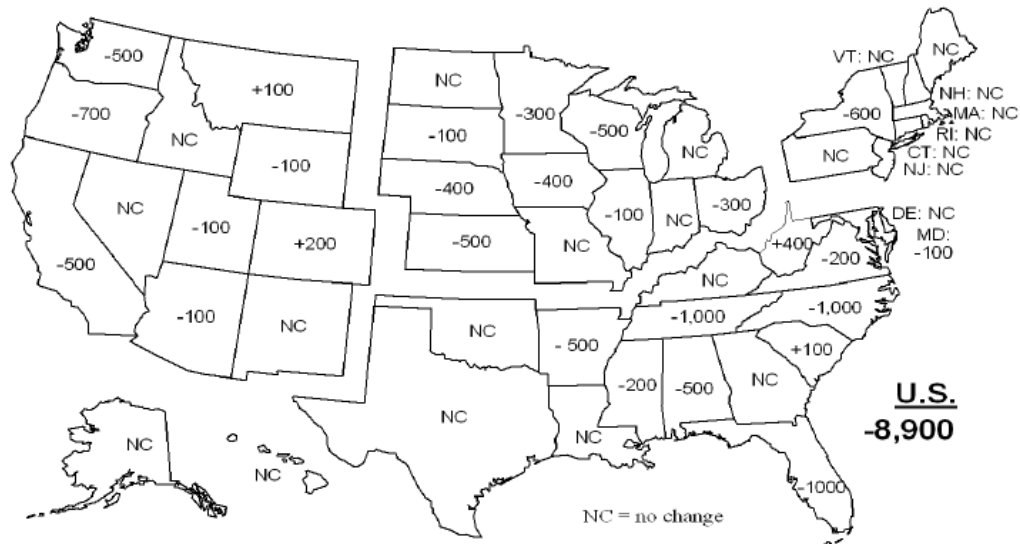 -500
+100
NC
-300
NC
VT: NC
-700
NC
-100
-100
-500
NC
-600
NH: NC
MA: NC
RI: NC
NC
CT: NC
NJ: NC
NC
-100
-400
-400
-100
NC
-300
DE: NC
MD:
-100
-500
+200
-500
NC
NC
+400
-200
-100
NC
NC
- 500
-1,000
-1,000
-200
-500
NC
+100
U.S.
-8,900
NC
NC
NC
NC
-1000
NC = no change